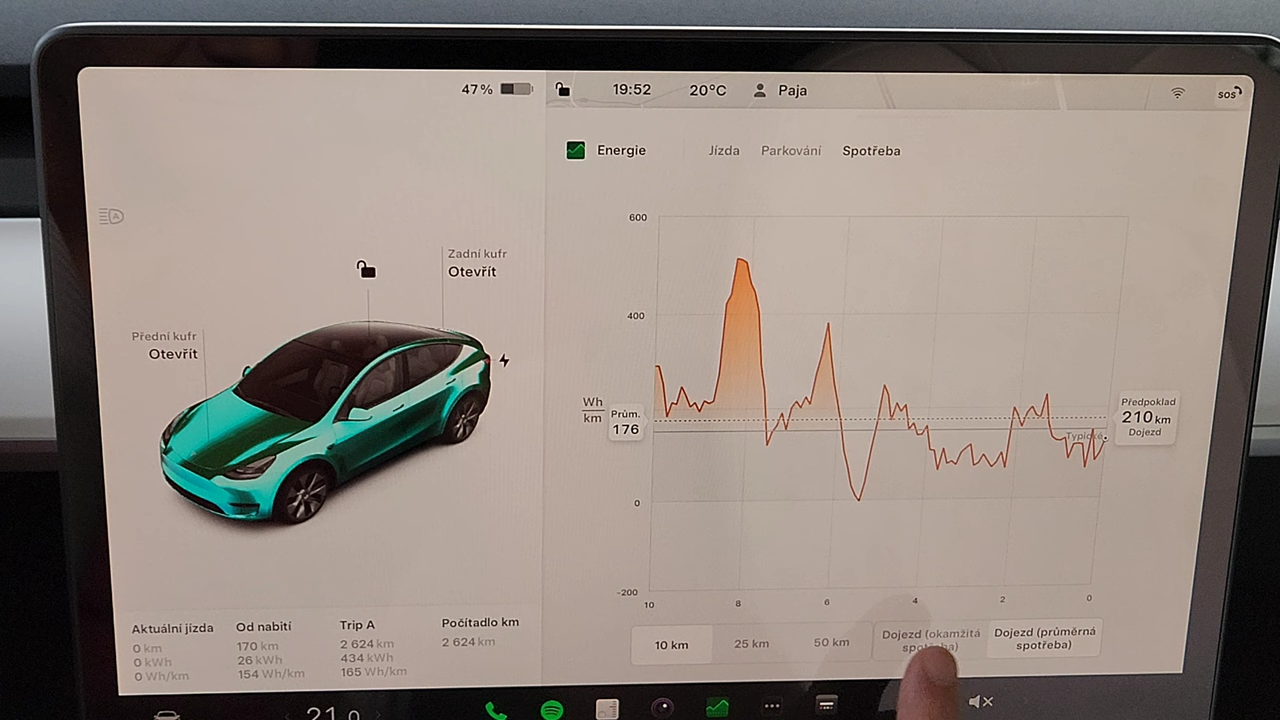 47 %
19:52
20°C
Paja
SOS
Energie
Jízda
Parkování
Spotřeba
A
Zadní kufr
Otevřít
Přední kufr
Otevřít
600
400
Wh
km
Prům.
176
0
-200
Předpoklad
210 km
Dojezd
Typické
10
8
6
4
2
0
Aktuální jízda
0 km
0 kWh
0 Wh/km
Od nabití
170 km
26 kWh
154 Wh/km
Trip A
2 624 km
434 kWh
165 Wh/km
Počítadlo km
2 624 km
10 km
25 km
50 km
Dojezd (okamžitá
spotřeba)
Dojezd (průměrná
spotřeba)
21.0